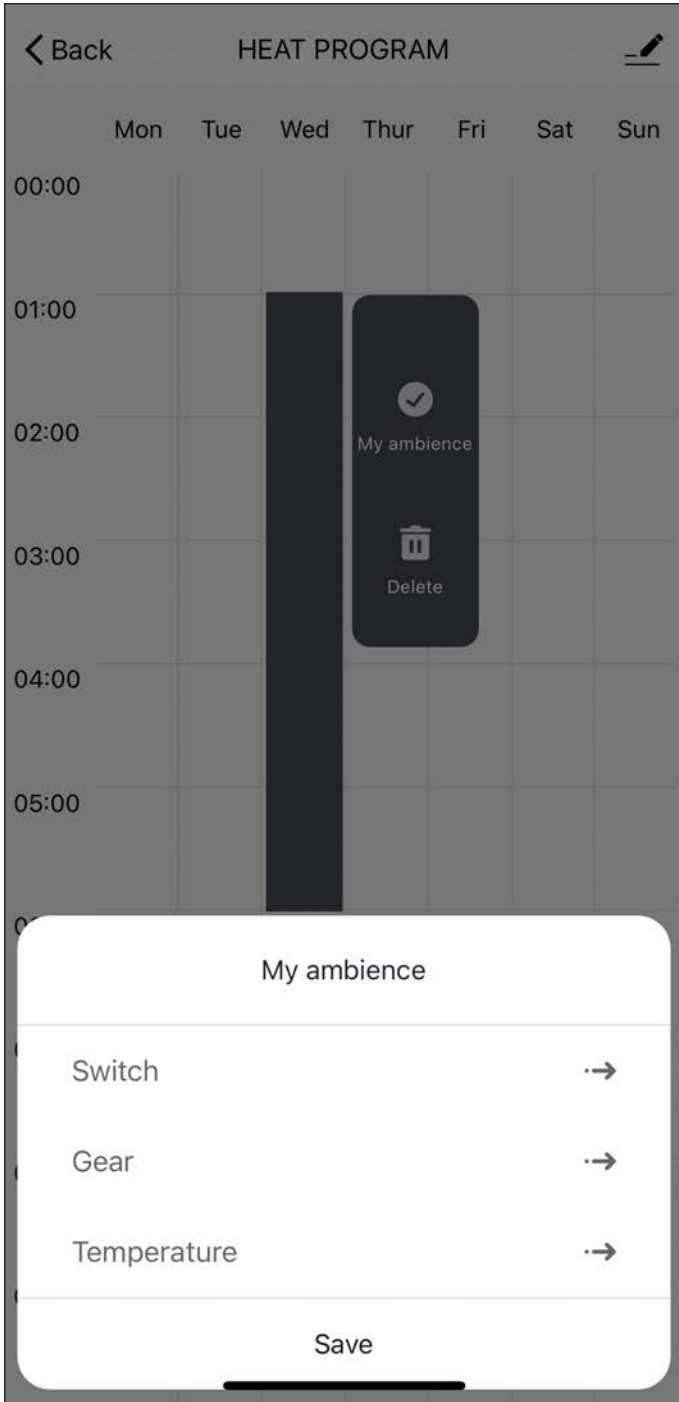 Back HEAT PROGRAM
Mon Tue Wed Thur Fri Sat Sun
00:00
01:00
02:00
My ambience
03:00
Delete
04:00
05:00
My ambience
Switch
Gear
Temperature
Save